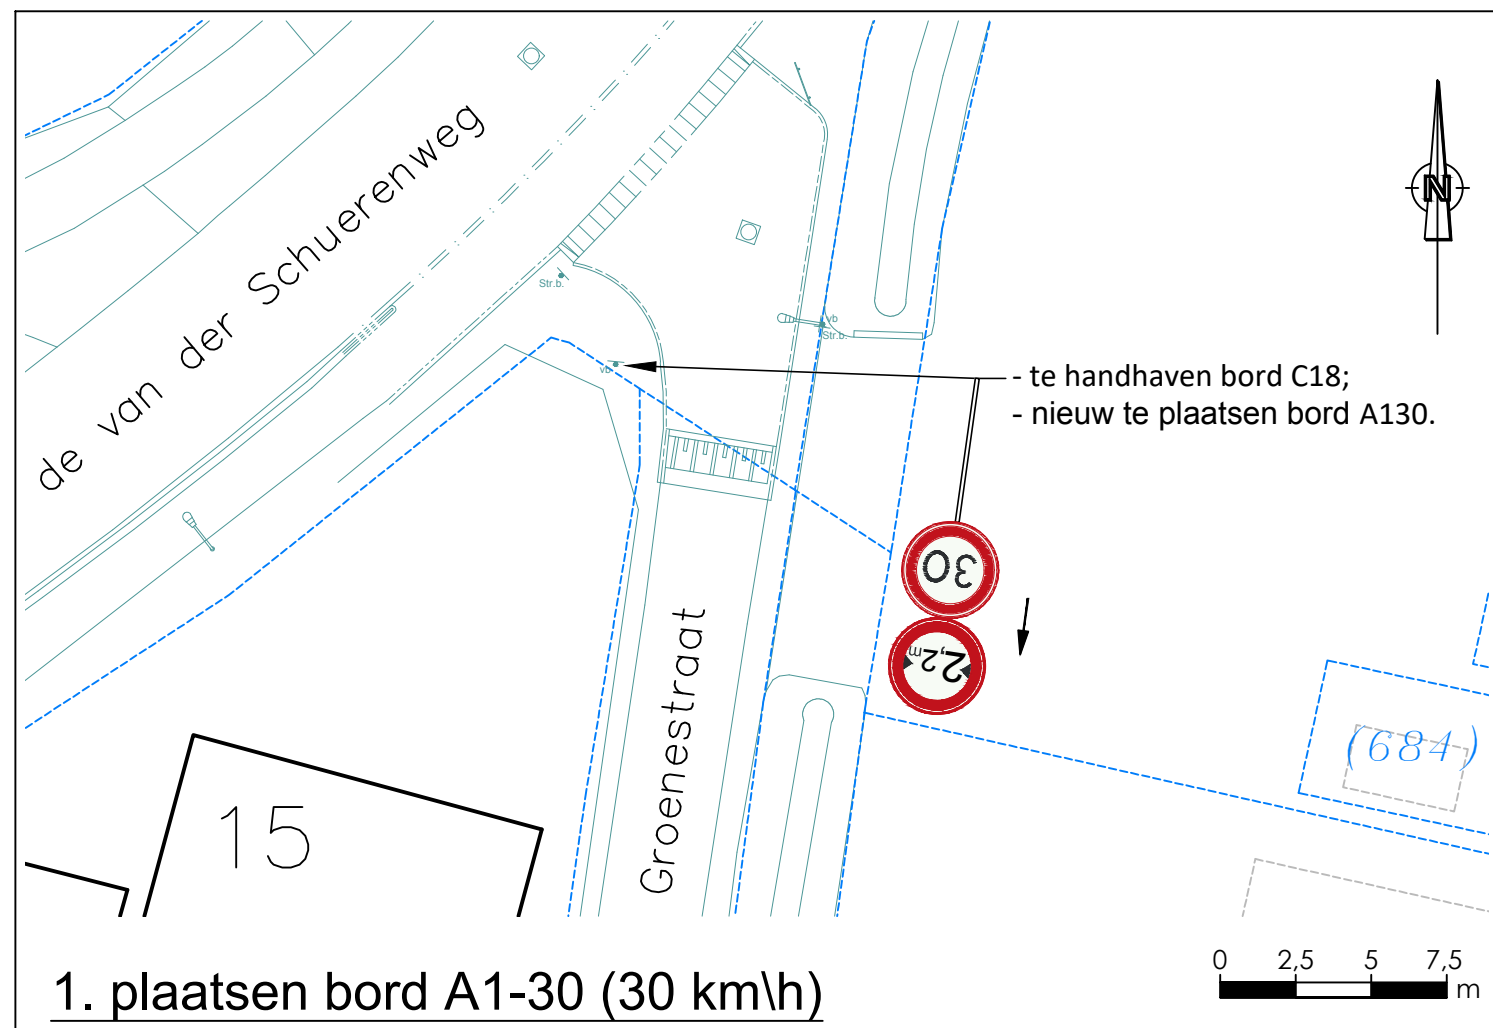 de van der Schuerenweg
N
Str.b.
vb
Str.b.
vb
- te handhaven bord C18;
- nieuw te plaatsen bord A130.
30
2,2m
Groenestraat
(684)
15
1. plaatsen bord A1-30 (30 km\h)
0 2,5 5 7,5
m